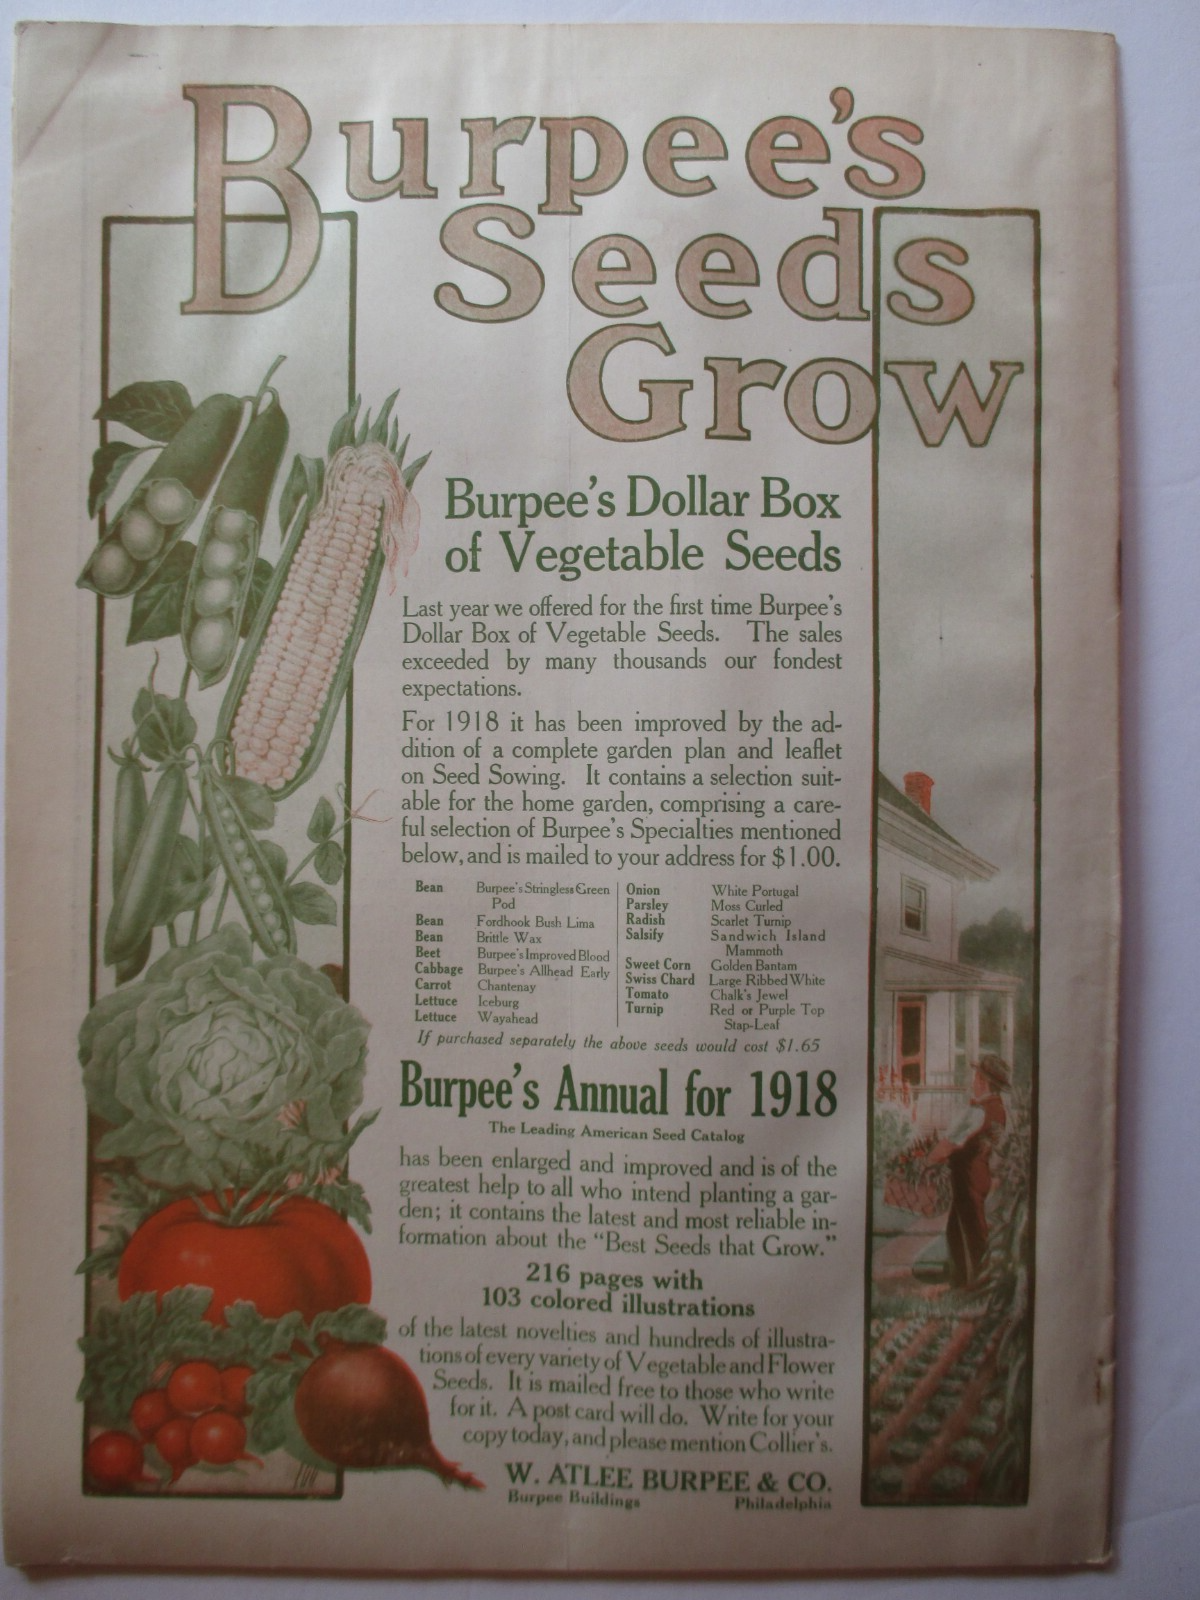 Burpee's
Seeds
Grow
Burpee's Dollar Box
of Vegetable Seeds
Last year we offered for the first time Burpee's
Dollar Box of Vegetable Seeds. The sales
exceeded by many thousands our fondest
expectations.
For 1918 it has been improved by the ad-
dition of a complete garden plan and leaflet
on Seed Sowing. It contains a selection suit-
able for the home garden, comprising a care-
ful selection of Burpee's Specialties mentioned
below, and is mailed to your address for $1.00.
Bean Burpee's Stringless Green
Pod
Bean Fordhook Bush Lima
Bean Brittle Wax
Beet Burpee's Improved Blood
Cabbage Burpee's Allhead Early
Carrot Chantenay
Lettuce Iceburg
Lettuce Wayahead
Onion White Portugal
Parsley Moss Curled
Radish Scarlet Turnip
Salsify Sandwich Island
Mammoth
Sweet Corn Golden Bantam
Swiss Chard Large Ribbed White
Tomato Chalk's Jewel
Turnip Red or Purple Top
Stap-Leaf
If purchased separately the above seeds would cost $1.65
Burpee's Annual for 1918
The Leading American Seed Catalog
has been enlarged and improved and is of the
greatest help to all who intend planting a gar-
den; it contains the latest and most reliable in-
formation about the "Best Seeds that Grow."
216 pages with
103 colored illustrations
of the latest novelties and hundreds of illustra-
tions of every variety of Vegetable and Flower
Seeds. It is mailed free to those who write
for it. A post card will do. Write for your
copy today, and please mention Collier's.
W. ATLEE BURPEE & CO.
Burpee Buildings Philadelphia